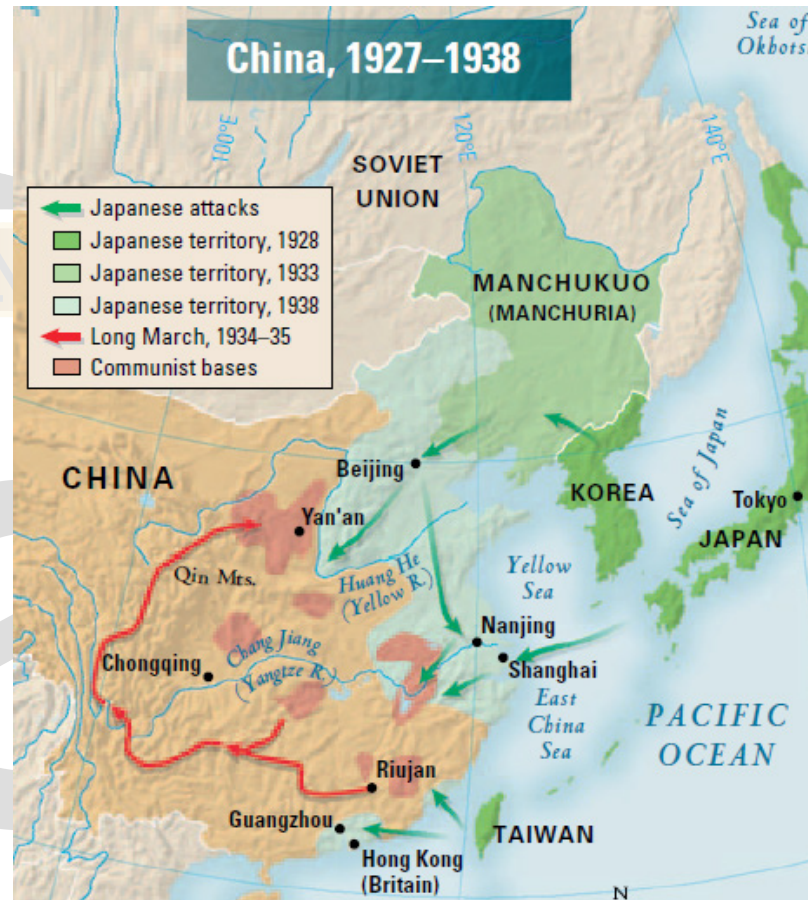 China, 1927–1938
Sea of
Okhots
100°E
120°E
140°E
SOVIET
UNION
Japanese attacks
Japanese territory, 1928
Japanese territory, 1933
Japanese territory, 1938
Long March, 1934–35
Communist bases
MANCHUKUO
(MANCHURIA)
Beijing
CHINA
KOREA
Sea of Japan
Tokyo
JAPAN
Yan'an
Qin Mts.
Huang He
(Yellow R.)
Yellow
Sea
Nanjing
Chang Jiang
(Yangtze R.)
Chongqing
Shanghai
East
China
Sea
PACIFIC
OCEAN
Riujan
Guangzhou
TAIWAN
Hong Kong
(Britain)
N